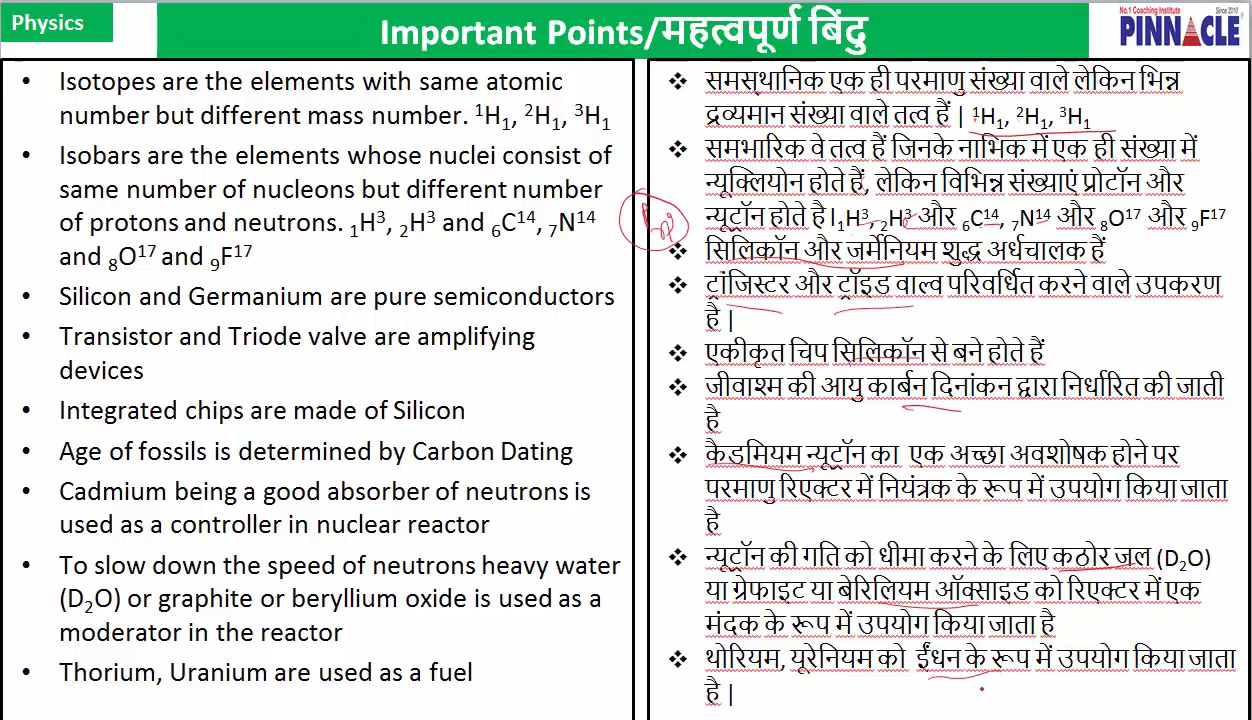 Physics
Important Points/महत्वपूर्ण बिंदु
No.1 Coaching Institute
Since 2010
PINNACLE
• Isotopes are the elements with same atomic
number but different mass number. ¹H₁, ²H₁, ³H₁
• Isobars are the elements whose nuclei consist of
same number of nucleons but different number
of protons and neutrons. ₁H³, ₂H³ and ₆C¹⁴, ₇N¹⁴
and ₈O¹⁷ and ₉F¹⁷
• Silicon and Germanium are pure semiconductors
• Transistor and Triode valve are amplifying
devices
• Integrated chips are made of Silicon
• Age of fossils is determined by Carbon Dating
• Cadmium being a good absorber of neutrons is
used as a controller in nuclear reactor
• To slow down the speed of neutrons heavy water
(D₂O) or graphite or beryllium oxide is used as a
moderator in the reactor
• Thorium, Uranium are used as a fuel
❖ समस्थानिक एक ही परमाणु संख्या वाले लेकिन भिन्न
द्रव्यमान संख्या वाले तत्व हैं | ¹H₁, ²H₁, ³H₁
❖ समभारिक वे तत्व हैं जिनके नाभिक में एक ही संख्या में
न्यूक्लियोन होते हैं, लेकिन विभिन्न संख्याएं प्रोटॉन और
न्यूट्रॉन होते है।₁H³, ₂H³ और ₆C¹⁴, ₇N¹⁴ और ₈O¹⁷ और ₉F¹⁷
❖ सिलिकॉन और जर्मेनियम शुद्ध अर्धचालक हैं
❖ ट्रांजिस्टर और ट्रॉइड वाल्व परिवर्धित करने वाले उपकरण
है |
❖ एकीकृत चिप सिलिकॉन से बने होते हैं
❖ जीवाश्म की आयु कार्बन दिनांकन द्वारा निर्धारित की जाती
है
❖ कैडमियम न्यूट्रॉन का एक अच्छा अवशोषक होने पर
परमाणु रिएक्टर में नियंत्रक के रूप में उपयोग किया जाता
है
❖ न्यूट्रॉन की गति को धीमा करने के लिए कठोर जल (D₂O)
या ग्रेफाइट या बेरिलियम ऑक्साइड को रिएक्टर में एक
मंदक के रूप में उपयोग किया जाता है
❖ थोरियम, यूरेनियम को ईंधन के रूप में उपयोग किया जाता
है |